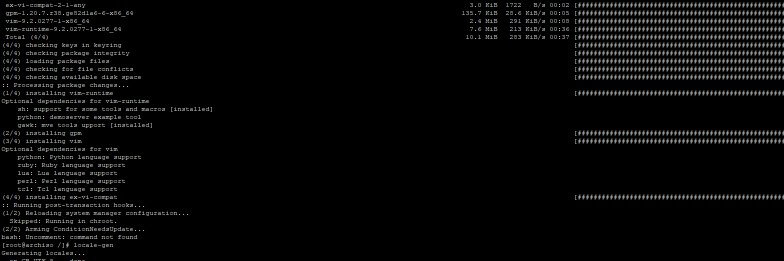 ex-vi-compat-2-1-any 3.0 KiB 1722 B/s 00:02 [################################
gpm-1.20.7.r38.ge82d1a6-6-x86_64 135.7 KiB 28.6 KiB/s 00:05 [################################
vim-9.2.0277-1-x86_64 2.4 MiB 291 KiB/s 00:08 [################################
vim-runtime-9.2.0277-1-x86_64 7.6 MiB 213 KiB/s 00:36 [################################
Total (4/4) 10.1 MiB 283 KiB/s 00:37 [################################
(4/4) checking keys in keyring [################################
(4/4) checking package integrity [################################
(4/4) loading package files [################################
(4/4) checking for file conflicts [################################
(4/4) checking available disk space [################################
:: Processing package changes...
(1/4) installing vim-runtime [################################
Optional dependencies for vim-runtime
sh: support for some tools and macros [installed]
python: demoserver example tool
gawk: mve tools upport [installed]
(2/4) installing gpm [################################
(3/4) installing vim [################################
Optional dependencies for vim
python: Python language support
ruby: Ruby language support
lua: Lua language support
perl: Perl language support
tcl: Tcl language support
(4/4) installing ex-vi-compat [################################
:: Running post-transaction hooks...
(1/2) Reloading system manager configuration...
Skipped: Running in chroot.
(2/2) Arming ConditionNeedsUpdate...
bash: Uncomment: command not found
[root@archiso /]# locale-gen
Generating locales...